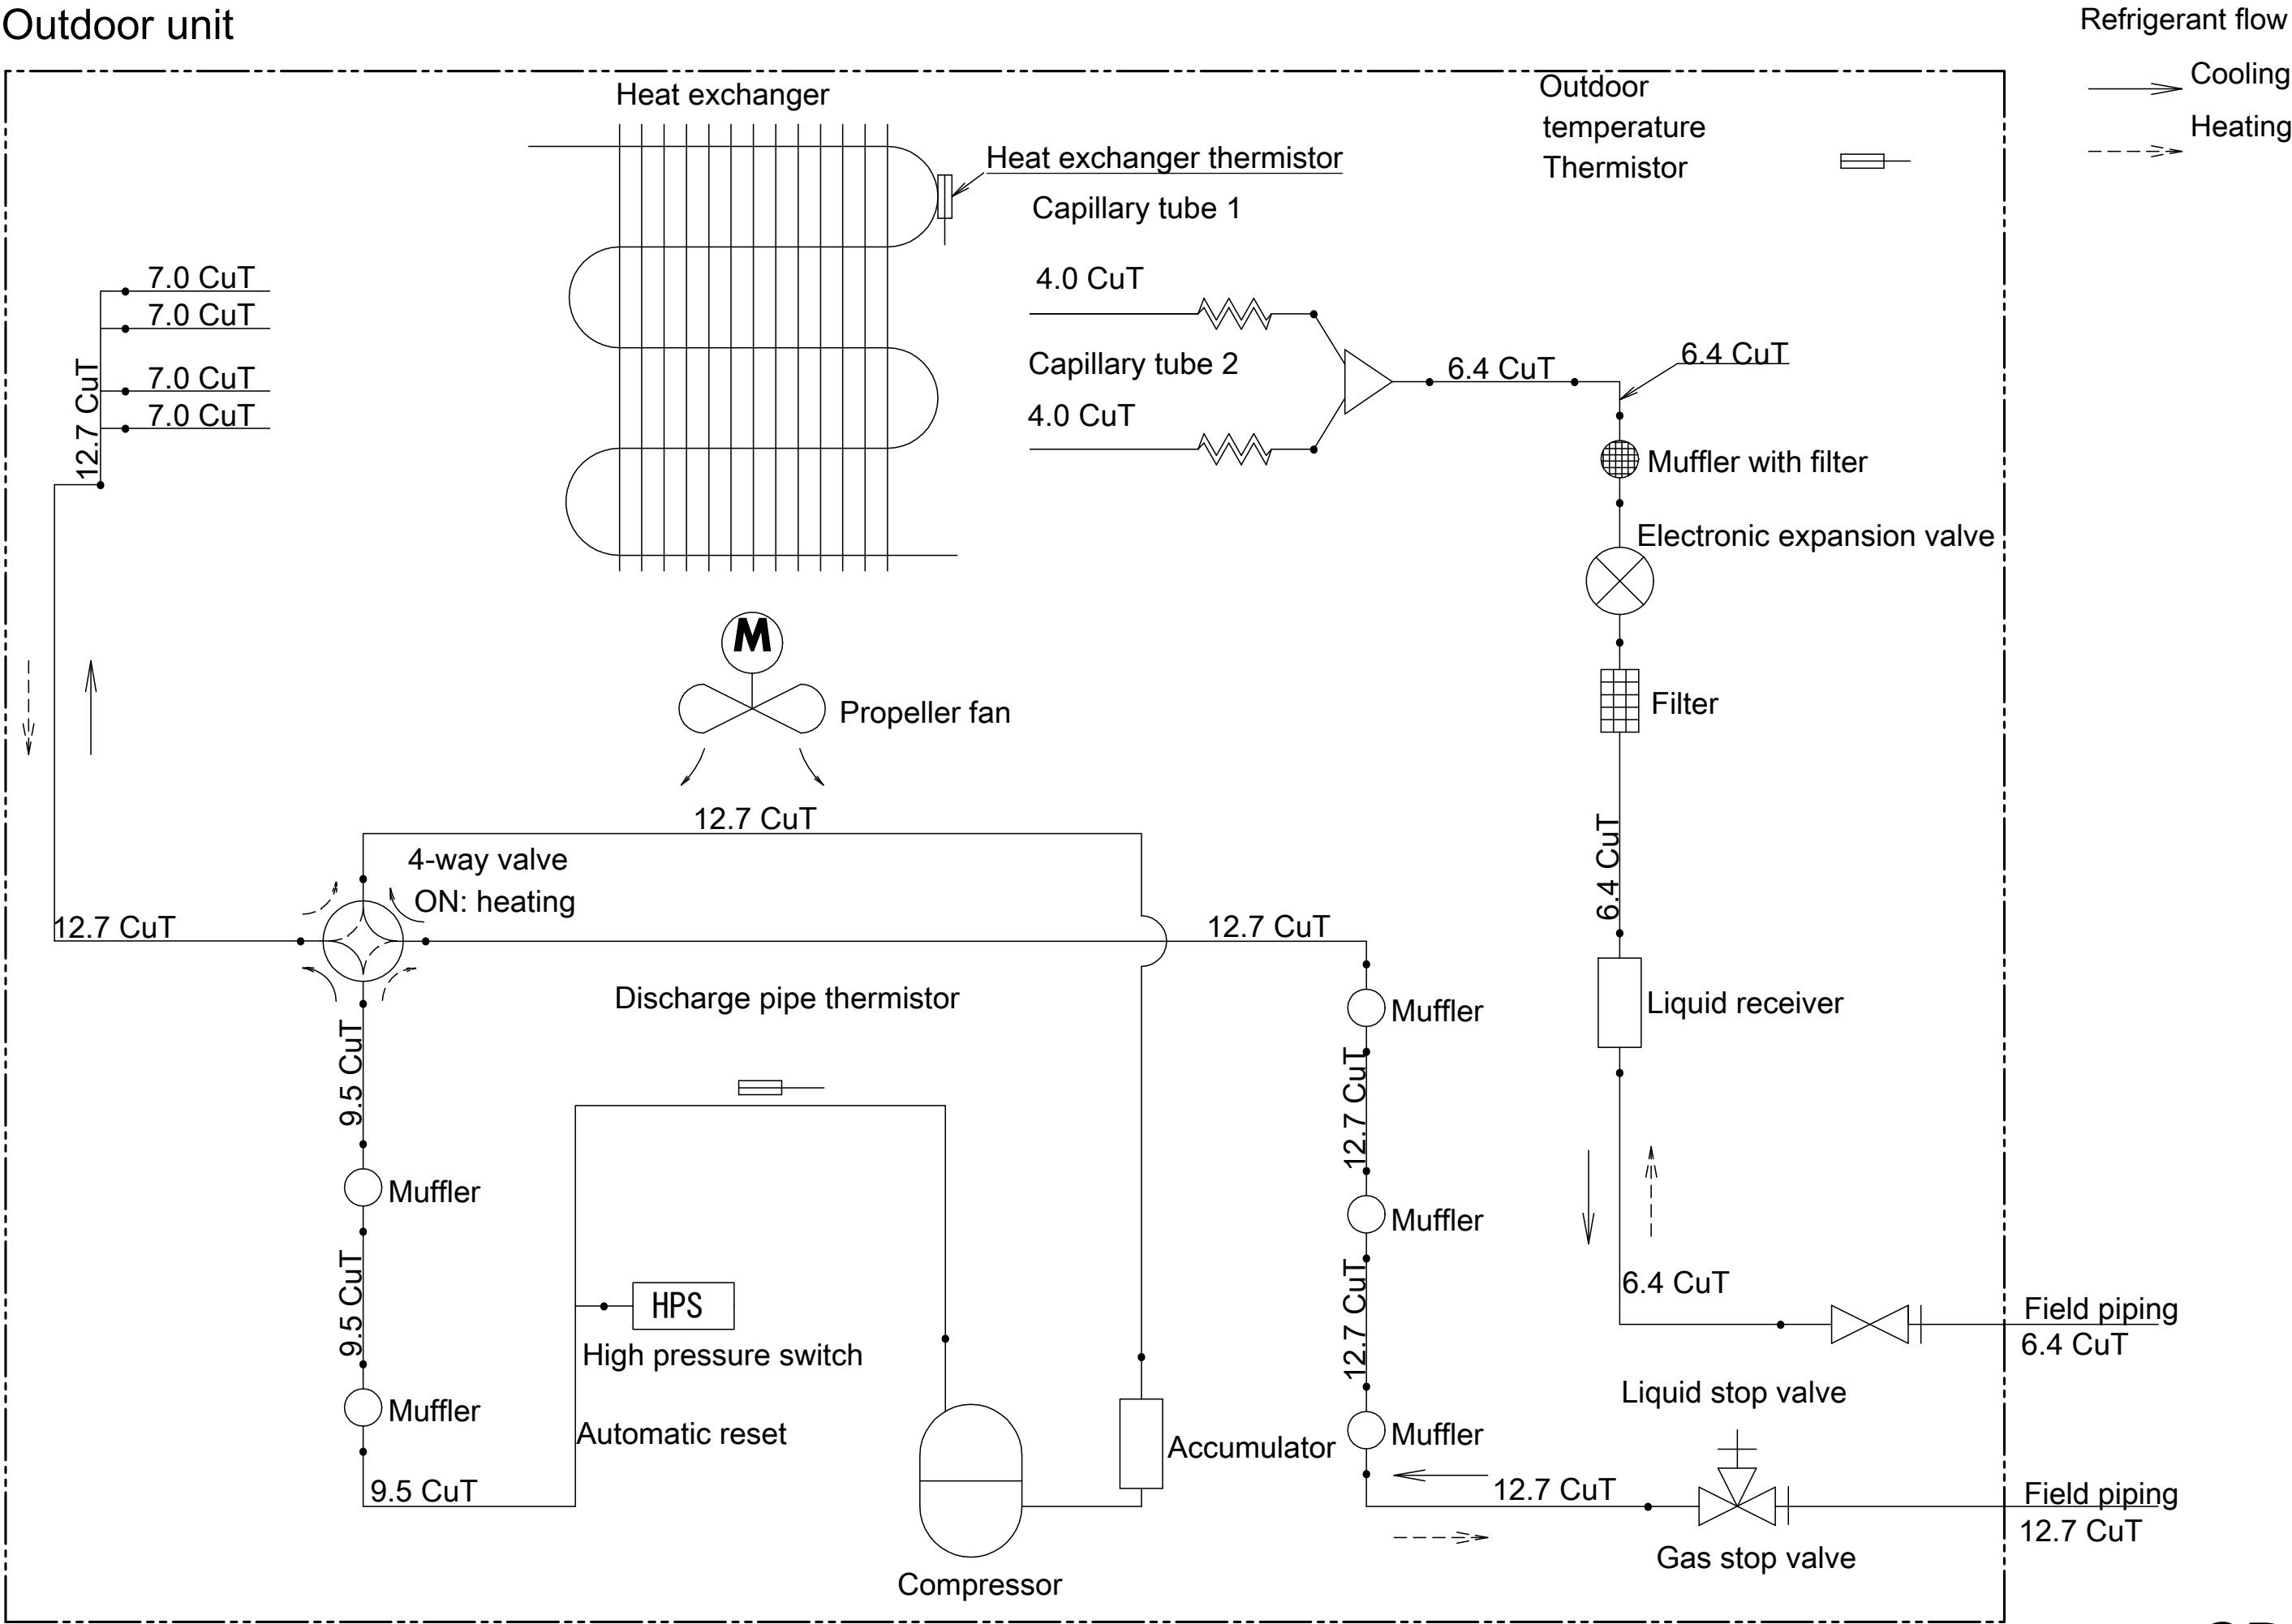 Outdoor unit
Refrigerant flow
Cooling
Heating
Heat exchanger
Outdoor
temperature
Thermistor
Heat exchanger thermistor
Capillary tube 1
7.0 CuT
7.0 CuT
7.0 CuT
7.0 CuT
12.7 CuT
4.0 CuT
Capillary tube 2
4.0 CuT
6.4 CuT
6.4 CuT
Muffler with filter
Electronic expansion valve
M
Propeller fan
Filter
12.7 CuT
4-way valve
ON: heating
12.7 CuT
12.7 CuT
6.4 CuT
Discharge pipe thermistor
Muffler
Liquid receiver
9.5 CuT
12.7 CuT
Muffler
Muffler
9.5 CuT
HPS
High pressure switch
12.7 CuT
6.4 CuT
Field piping
6.4 CuT
Liquid stop valve
Muffler
Automatic reset
Accumulator
Muffler
9.5 CuT
12.7 CuT
Field piping
12.7 CuT
Gas stop valve
Compressor